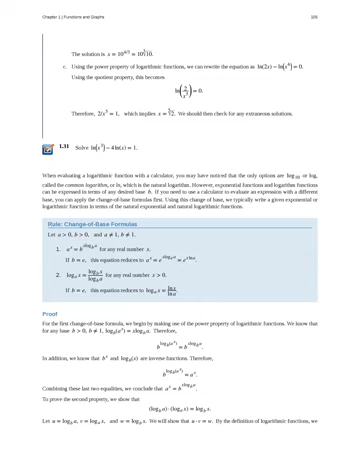 Chapter 1 | Functions and Graphs 105
The solution is x = 10^{4/3} = 10∛10.
c. Using the power property of logarithmic functions, we can rewrite the equation as ln(2x) − ln(x⁶) = 0.
Using the quotient property, this becomes
ln(2/x⁵) = 0.
Therefore, 2/x⁵ = 1, which implies x = ⁵√2. We should then check for any extraneous solutions.
1.31 Solve ln(x³) − 4 ln(x) = 1.
When evaluating a logarithmic function with a calculator, you may have noticed that the only options are log₁₀ or log,
called the common logarithm, or ln, which is the natural logarithm. However, exponential functions and logarithm functions
can be expressed in terms of any desired base b. If you need to use a calculator to evaluate an expression with a different
base, you can apply the change-of-base formulas first. Using this change of base, we typically write a given exponential or
logarithmic function in terms of the natural exponential and natural logarithmic functions.
Rule: Change-of-Base Formulas
Let a > 0, b > 0, and a ≠ 1, b ≠ 1.
1. a^x = b^{x log_b a} for any real number x.
If b = e, this equation reduces to a^x = e^{x log_e a} = e^{x ln a}.
2. log_a x = log_b x / log_b a for any real number x > 0.
If b = e, this equation reduces to log_a x = ln x / ln a.
Proof
For the first change-of-base formula, we begin by making use of the power property of logarithmic functions. We know that
for any base b > 0, b ≠ 1, log_b(a^x) = x log_b a. Therefore,
b^{log_b(a^x)} = b^{x log_b a}.
In addition, we know that b^x and log_b(x) are inverse functions. Therefore,
b^{log_b(a^x)} = a^x.
Combining these last two equalities, we conclude that a^x = b^{x log_b a}.
To prove the second property, we show that
(log_b a) · (log_a x) = log_b x.
Let u = log_b a, v = log_a x, and w = log_b x. We will show that u · v = w. By the definition of logarithmic functions, we